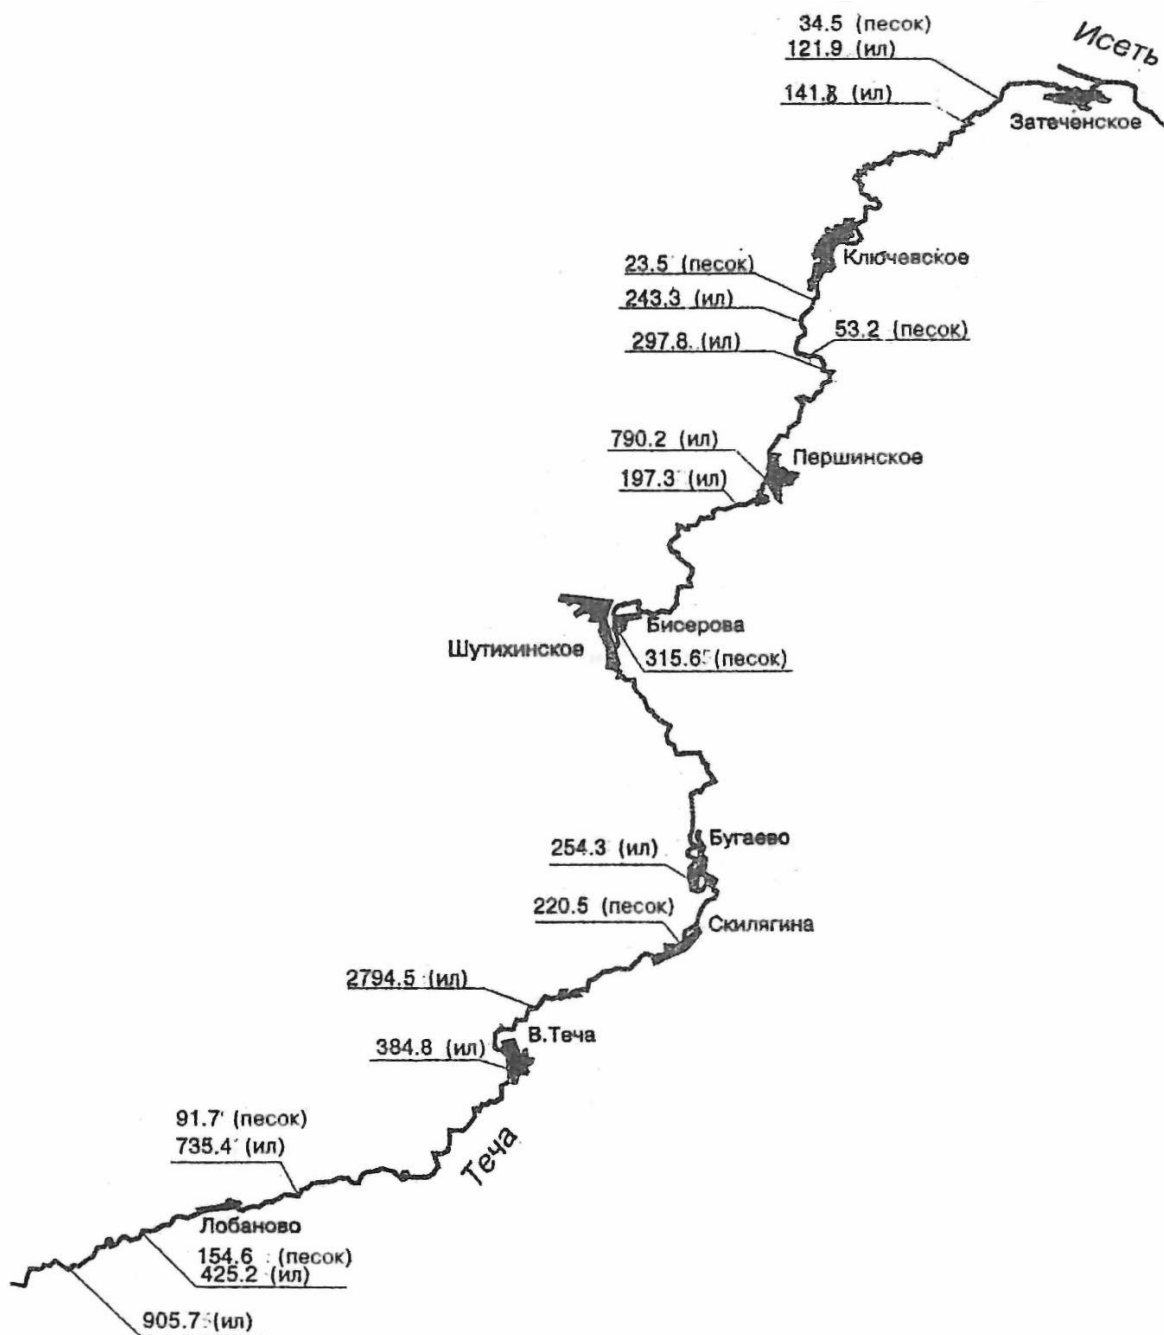 34.5 (песок)
121.9 (ил)
Исеть
141.8 (ил)
Затеченское
Ключевское
23.5 (песок)
243.3 (ил)
53.2 (песок)
297.8. (ил)
790.2 (ил)
Першинское
197.3 (ил)
Бисерова
Шутихинское
315.6 (песок)
Бугаево
254.3 (ил)
220.5 (песок)
Скилягина
2794.5 (ил)
В.Теча
384.8 (ил)
91.7 (песок)
735.4 (ил)
Теча
Лобаново
154.6 (песок)
425.2 (ил)
905.7 (ил)